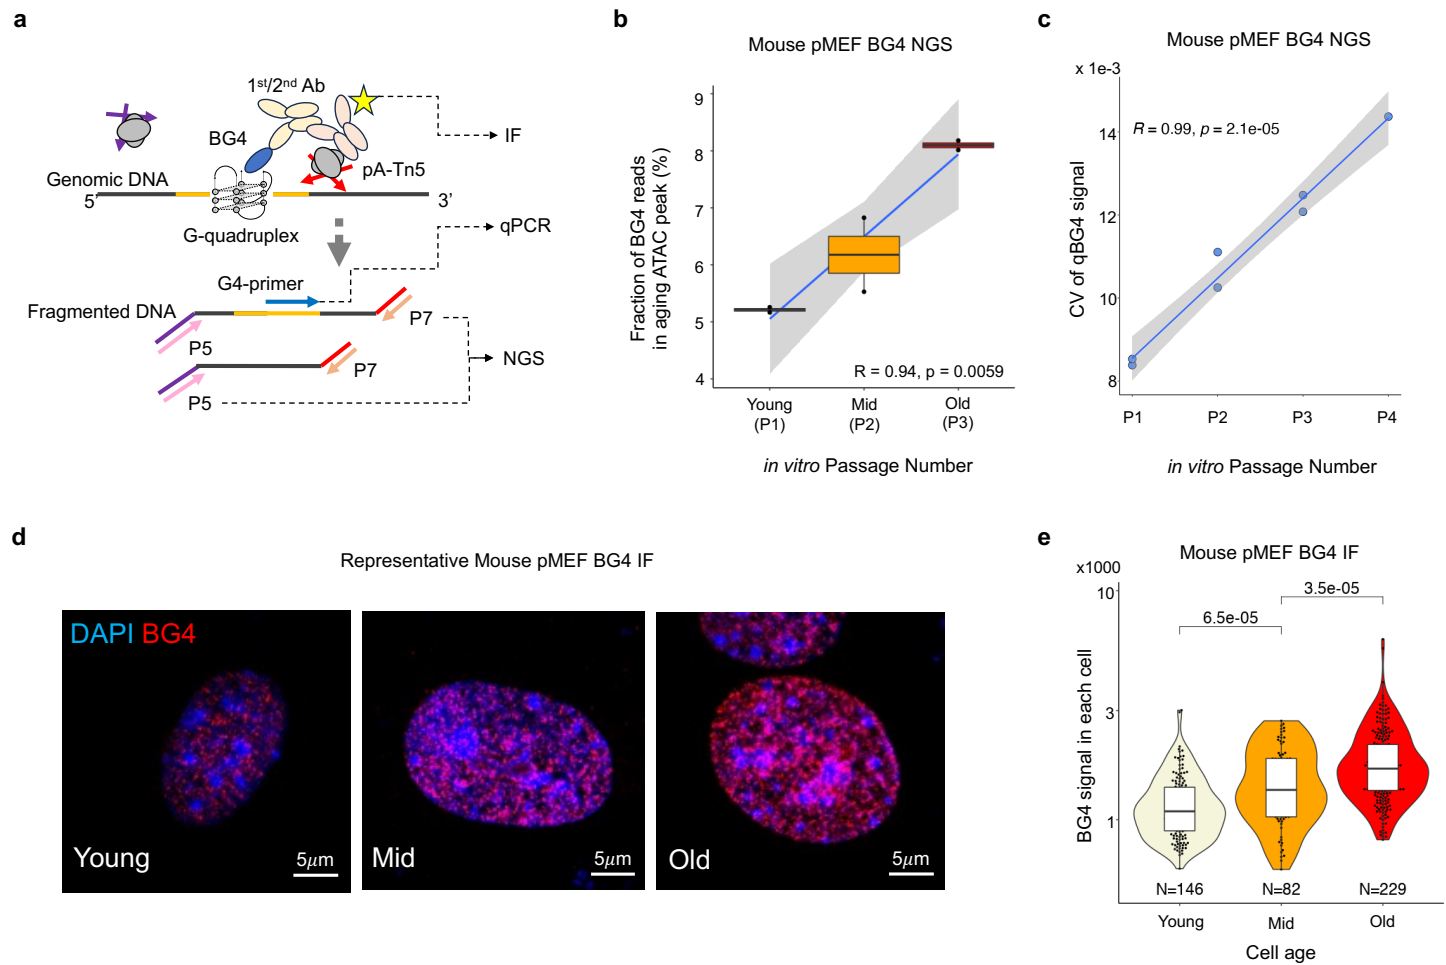 a
1st/2nd Ab
BG4
IF
pA-Tn5
Genomic DNA
5'
3'
G-quadruplex
qPCR
G4-primer
Fragmented DNA
P5
P7
NGS
P7
P5
b
Mouse pMEF BG4 NGS
Fraction of BG4 reads
in aging ATAC peak (%)
9
8
7
6
5
4
R = 0.94, p = 0.0059
Young
(P1)
Mid
(P2)
Old
(P3)
in vitro Passage Number
c
Mouse pMEF BG4 NGS
x 1e-3
CV of qBG4 signal
14
12
10
8
R = 0.99, p = 2.1e-05
P1
P2
P3
P4
in vitro Passage Number
d
Representative Mouse pMEF BG4 IF
DAPI BG4
Young
5μm
Mid
5μm
Old
5μm
e
Mouse pMEF BG4 IF
x1000
BG4 signal in each cell
10
3
1
6.5e-05
3.5e-05
N=146
N=82
N=229
Young
Mid
Old
Cell age